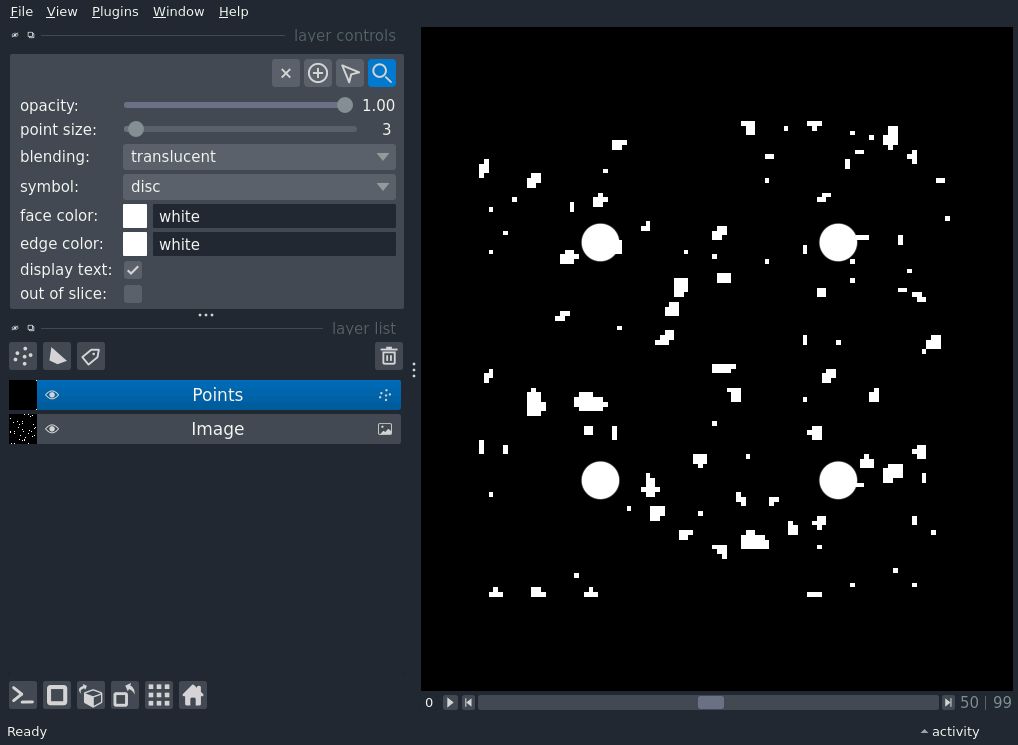 File View Plugins Window Help
layer controls
opacity: 1.00
point size: 3
blending: translucent
symbol: disc
face color: white
edge color: white
display text:
out of slice:
layer list
Points
Image
0 50 | 99
Ready activity